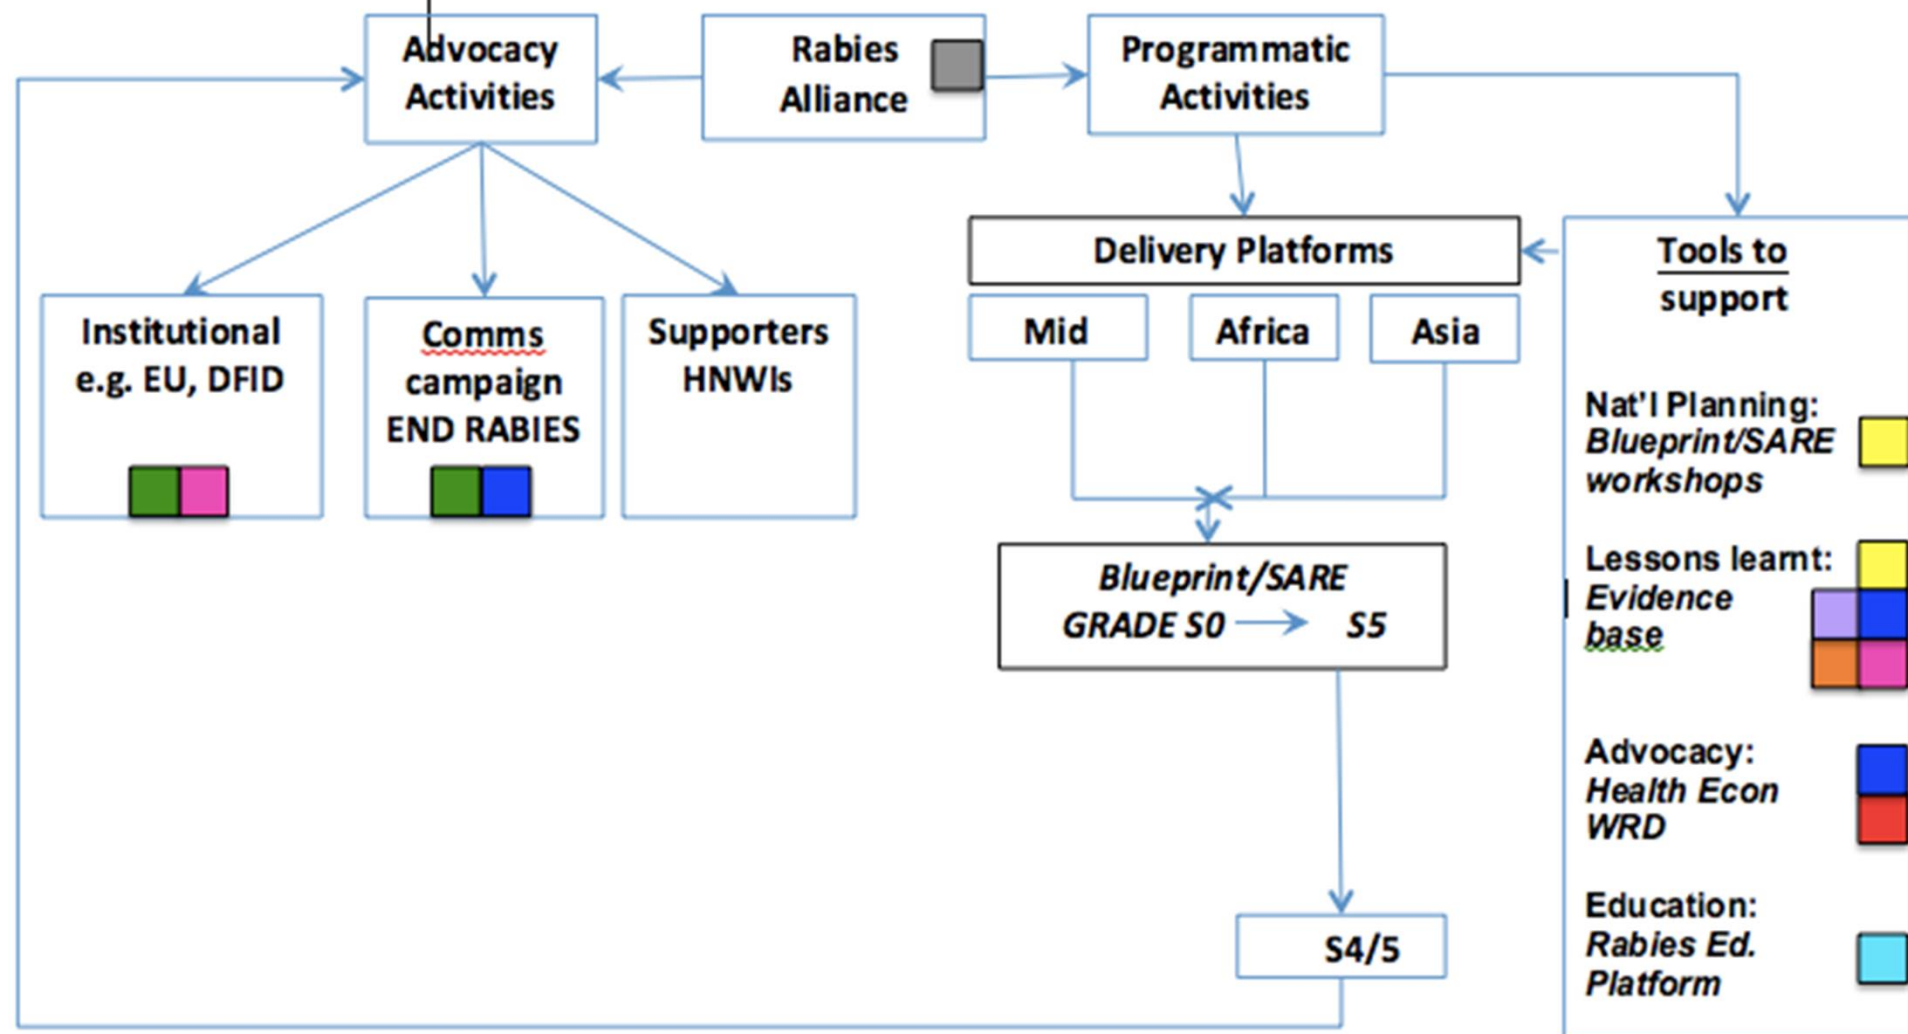 Advocacy
Activities
Rabies
Alliance
Programmatic
Activities
Institutional
e.g. EU, DFID
Comms
campaign
END RABIES
Supporters
HNWIs
Delivery Platforms
Mid
Africa
Asia
Blueprint/SARE
GRADE S0 → S5
S4/5
Tools to
support
Nat'l Planning:
Blueprint/SARE
workshops
Lessons learnt:
Evidence
base
Advocacy:
Health Econ
WRD
Education:
Rabies Ed.
Platform